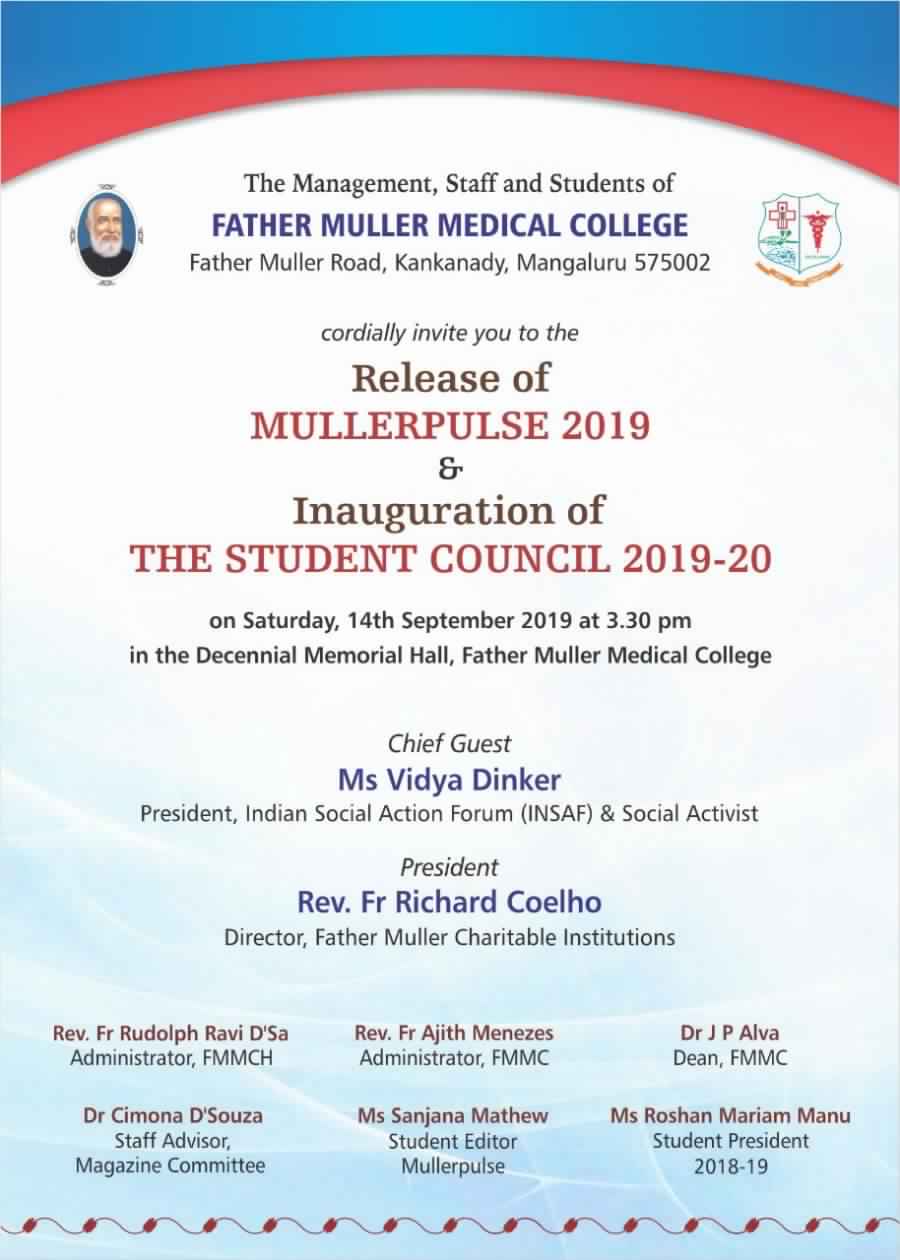 The Management, Staff and Students of
FATHER MULLER MEDICAL COLLEGE
Father Muller Road, Kankanady, Mangaluru 575002
cordially invite you to the
Release of
MULLERPULSE 2019
&
Inauguration of
THE STUDENT COUNCIL 2019-20
on Saturday, 14th September 2019 at 3.30 pm
in the Decennial Memorial Hall, Father Muller Medical College
Chief Guest
Ms Vidya Dinker
President, Indian Social Action Forum (INSAF) & Social Activist
President
Rev. Fr Richard Coelho
Director, Father Muller Charitable Institutions
Rev. Fr Rudolph Ravi D'Sa
Administrator, FMMCH
Rev. Fr Ajith Menezes
Administrator, FMMC
Dr J P Alva
Dean, FMMC
Dr Cimona D'Souza
Staff Advisor,
Magazine Committee
Ms Sanjana Mathew
Student Editor
Mullerpulse
Ms Roshan Mariam Manu
Student President
2018-19